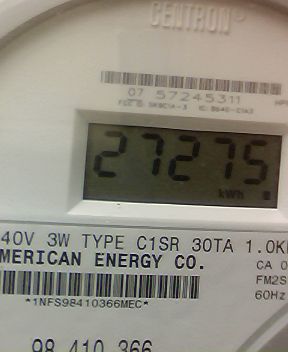 CENTRON®
07 57245311
27275
kWh
40V 3W TYPE C1SR 30TA 1.0K
MERICAN ENERGY CO.
CA 0
FM2S
60Hz
*1NFS98410366MEC*
98 410 366